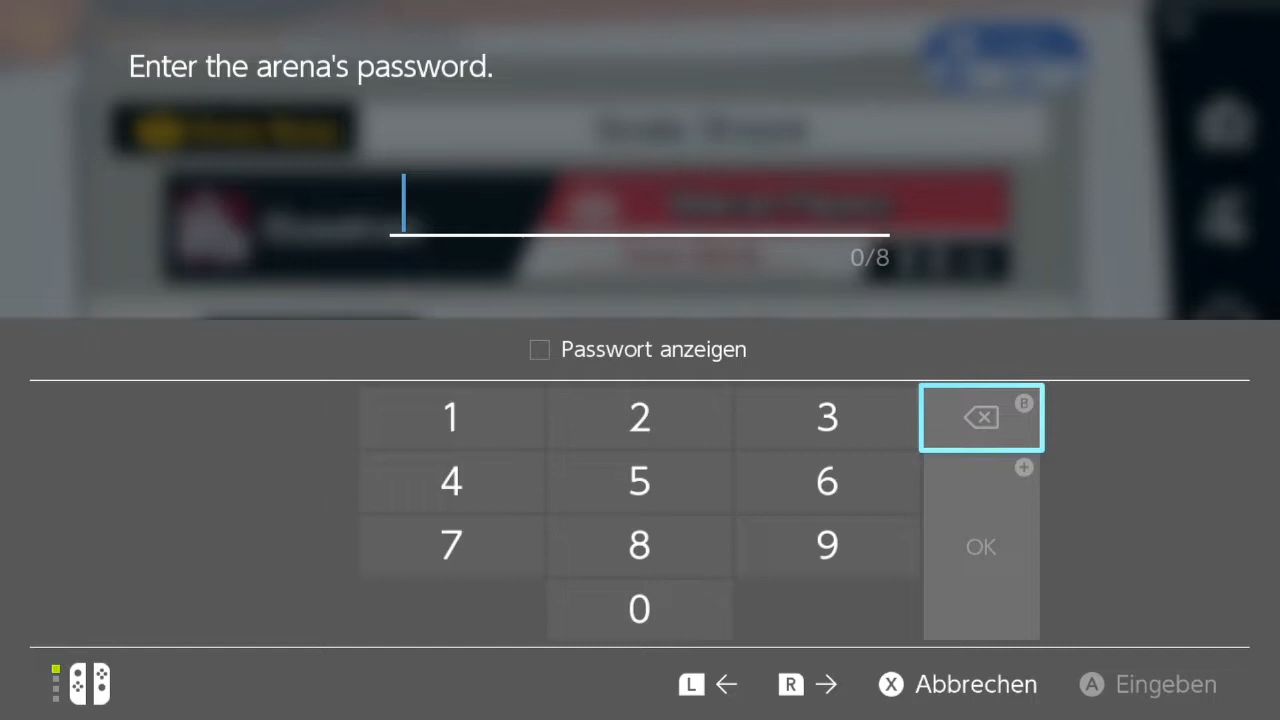 Enter the arena's password.
0/8
Passwort anzeigen
1 2 3 B
4 5 6 +
7 8 9 OK
0
L ← R → X Abbrechen A Eingeben